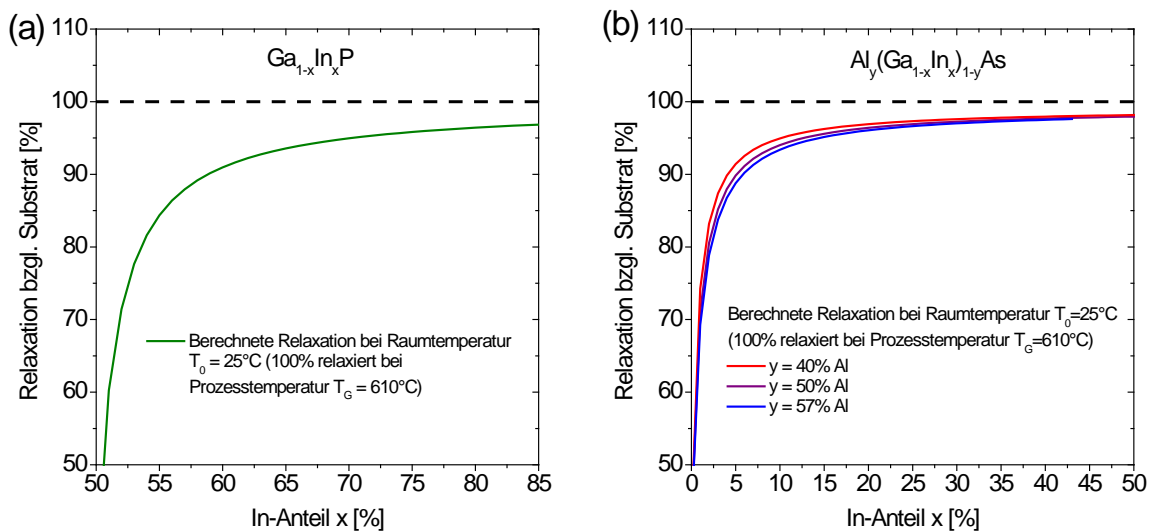 (a)
Ga1-xInxP
110
100
90
80
70
60
50
Relaxation bzgl. Substrat [%]
Berechnete Relaxation bei Raumtemperatur
T0 = 25°C (100% relaxiert bei
Prozesstemperatur TG = 610°C)
50 55 60 65 70 75 80 85
In-Anteil x [%]
(b)
Aly(Ga1-xInx)1-yAs
110
100
90
80
70
60
50
Relaxation bzgl. Substrat [%]
Berechnete Relaxation bei Raumtemperatur T0=25°C
(100% relaxiert bei Prozesstemperatur TG=610°C)
y = 40% Al
y = 50% Al
y = 57% Al
0 5 10 15 20 25 30 35 40 45 50
In-Anteil x [%]